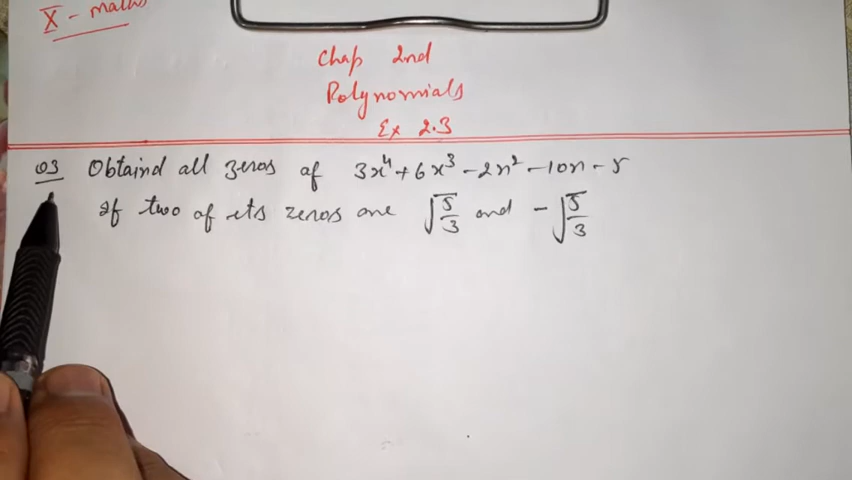 X - maths
Chap 2nd
Polynomials
Ex 2.3
Q3 Obtaind all zeros of 3x⁴+6x³-2x²-10x-5
If two of its zeros are √5/3 and -√5/3